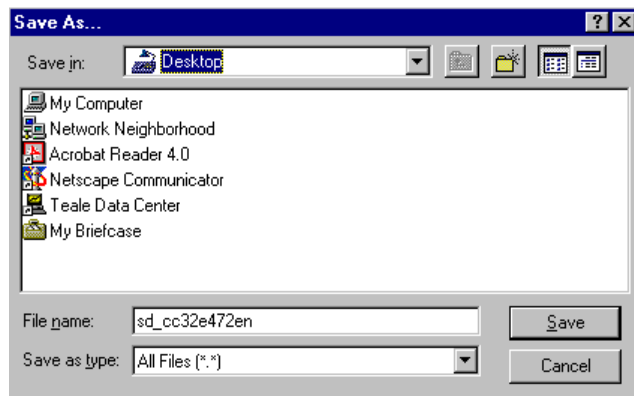 Save As...
Save in: Desktop
My Computer
Network Neighborhood
Acrobat Reader 4.0
Netscape Communicator
Teale Data Center
My Briefcase
File name: sd_cc32e472en Save
Save as type: All Files (*.*) Cancel